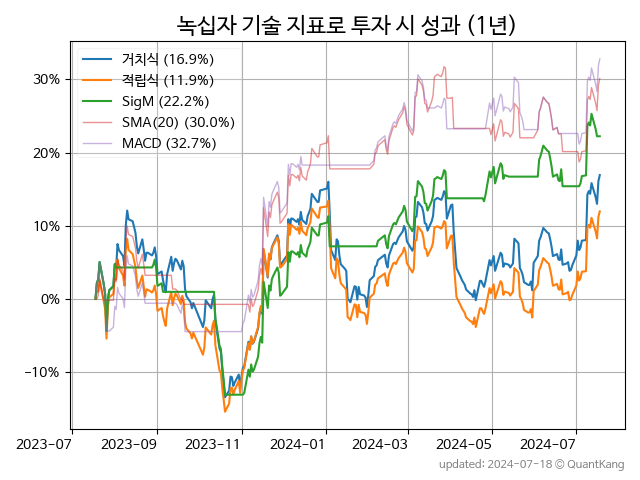 녹십자 기술 지표로 투자 시 성과 (1년)
거치식 (16.9%)
적립식 (11.9%)
SigM (22.2%)
SMA(20) (30.0%)
MACD (32.7%)
30%
20%
10%
0%
−10%
2023-07 2023-09 2023-11 2024-01 2024-03 2024-05 2024-07
updated: 2024-07-18 ⓒ QuantKang